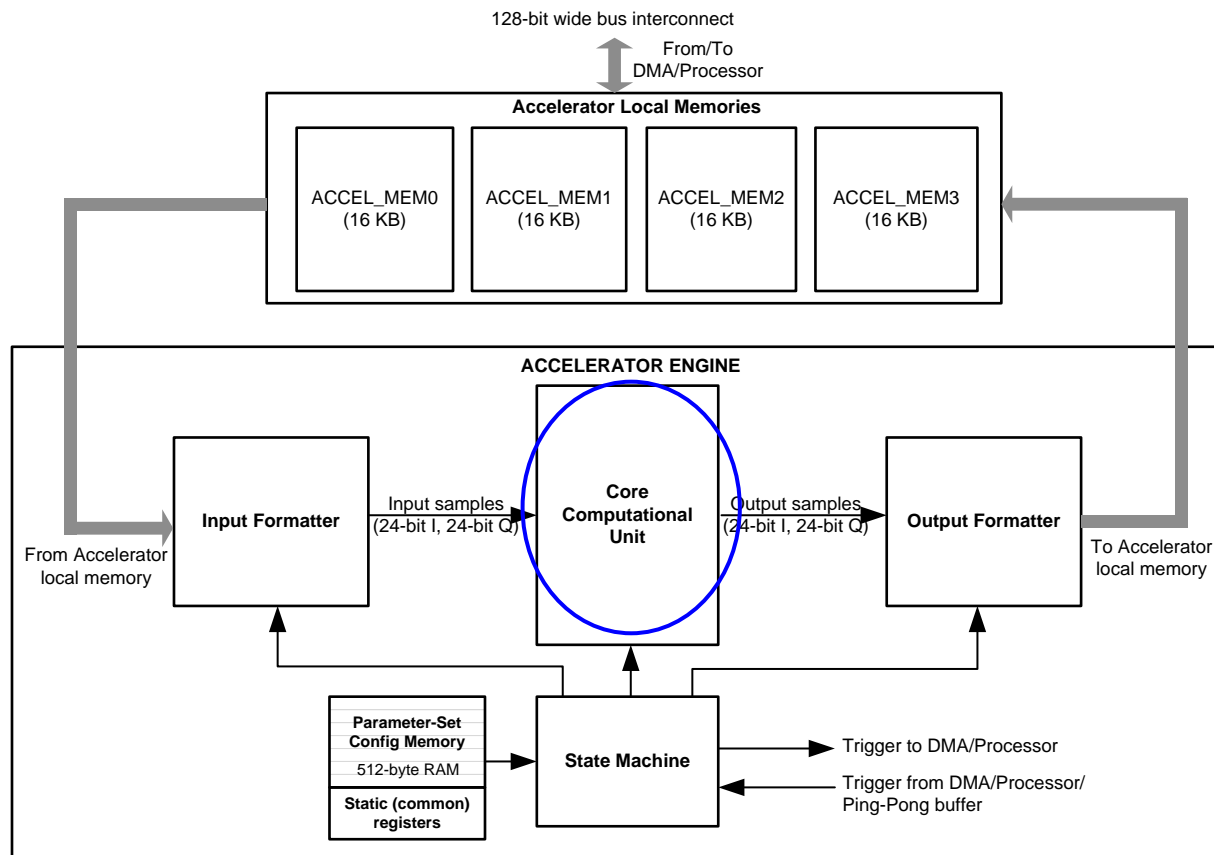 128-bit wide bus interconnect
From/To
DMA/Processor
Accelerator Local Memories
ACCEL_MEM0
(16 KB)
ACCEL_MEM1
(16 KB)
ACCEL_MEM2
(16 KB)
ACCEL_MEM3
(16 KB)
ACCELERATOR ENGINE
Input Formatter
Input samples
(24-bit I, 24-bit Q)
Core
Computational
Unit
Output samples
(24-bit I, 24-bit Q)
Output Formatter
From Accelerator
local memory
To Accelerator
local memory
Parameter-Set
Config Memory
512-byte RAM
Static (common)
registers
State Machine
Trigger to DMA/Processor
Trigger from DMA/Processor/
Ping-Pong buffer